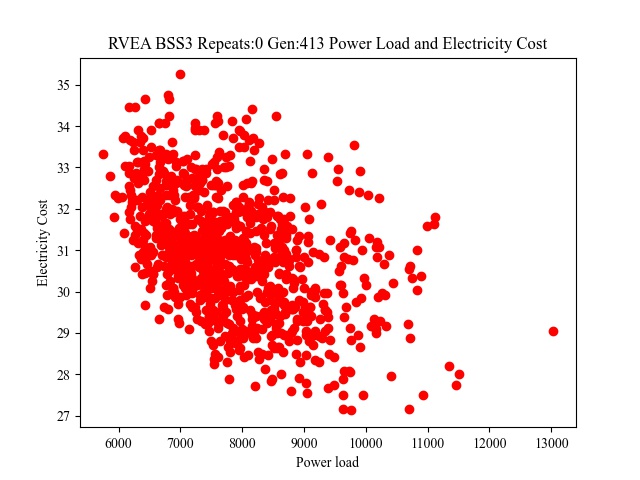 RVEA BSS3 Repeats:0 Gen:413 Power Load and Electricity Cost
Electricity Cost
35
34
33
32
31
30
29
28
27
6000 7000 8000 9000 10000 11000 12000 13000
Power load